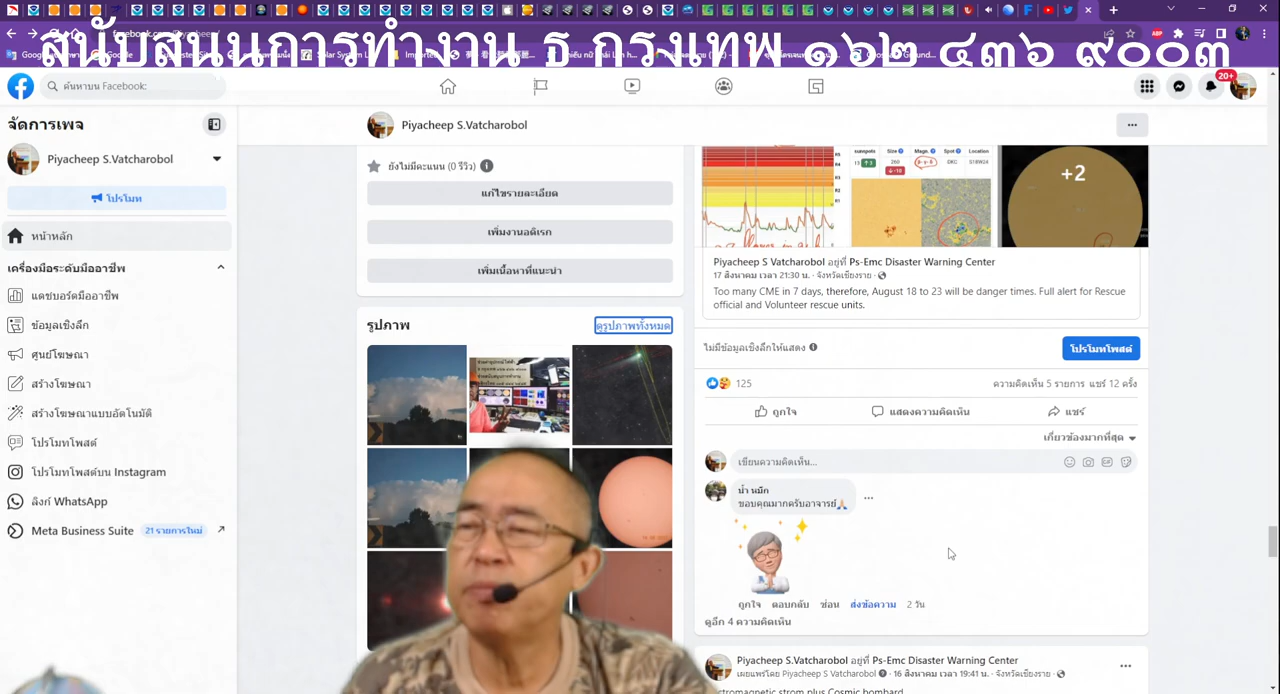 สนับสนุนการทำงาน ธ กรุงเทพ ๑๖๒ ๔๓๖ ๙๐๐๓
ค้นหาบน Facebook:
20+
จัดการเพจ
Piyacheep S.Vatcharobol
โปรโมท
หน้าหลัก
เครื่องมือระดับมืออาชีพ
แดชบอร์ดมืออาชีพ
ข้อมูลเชิงลึก
ศูนย์โฆษณา
สร้างโฆษณา
สร้างโฆษณาแบบอัตโนมัติ
โปรโมทโพสต์
โปรโมทโพสต์บน Instagram
ลิงก์ WhatsApp
Meta Business Suite 21 รายการใหม่
Piyacheep S.Vatcharobol
ยังไม่มีคะแนน (0 รีวิว)
แก้ไขรายละเอียด
เพิ่มงานอดิเรก
เพิ่มเนื้อหาที่แนะนำ
รูปภาพ
ดูรูปภาพทั้งหมด
sunspots Size Magn. Spot Location
260 DKC S18W24
+2
Piyacheep S Vatcharobol อยู่ที่ Ps-Emc Disaster Warning Center
17 สิงหาคม เวลา 21:30 น. · จังหวัดเชียงราย ·
Too many CME in 7 days, therefore, August 18 to 23 will be danger times. Full alert for Rescue
official and Volunteer rescue units.
ไม่มีข้อมูลเชิงลึกให้แสดง
โปรโมทโพสต์
125
ความคิดเห็น 5 รายการ แชร์ 12 ครั้ง
ถูกใจ แสดงความคิดเห็น แชร์
เกี่ยวข้องมากที่สุด
เขียนความคิดเห็น...
น้ำ หมึก
ขอบคุณมากครับอาจารย์🙏
ถูกใจ ตอบกลับ ซ่อน ส่งข้อความ 2 วัน
ดูอีก 4 ความคิดเห็น
Piyacheep S.Vatcharobol อยู่ที่ Ps-Emc Disaster Warning Center
เผยแพร่โดย Piyacheep S Vatcharobol · 16 สิงหาคม เวลา 19:41 น. · จังหวัดเชียงราย ·